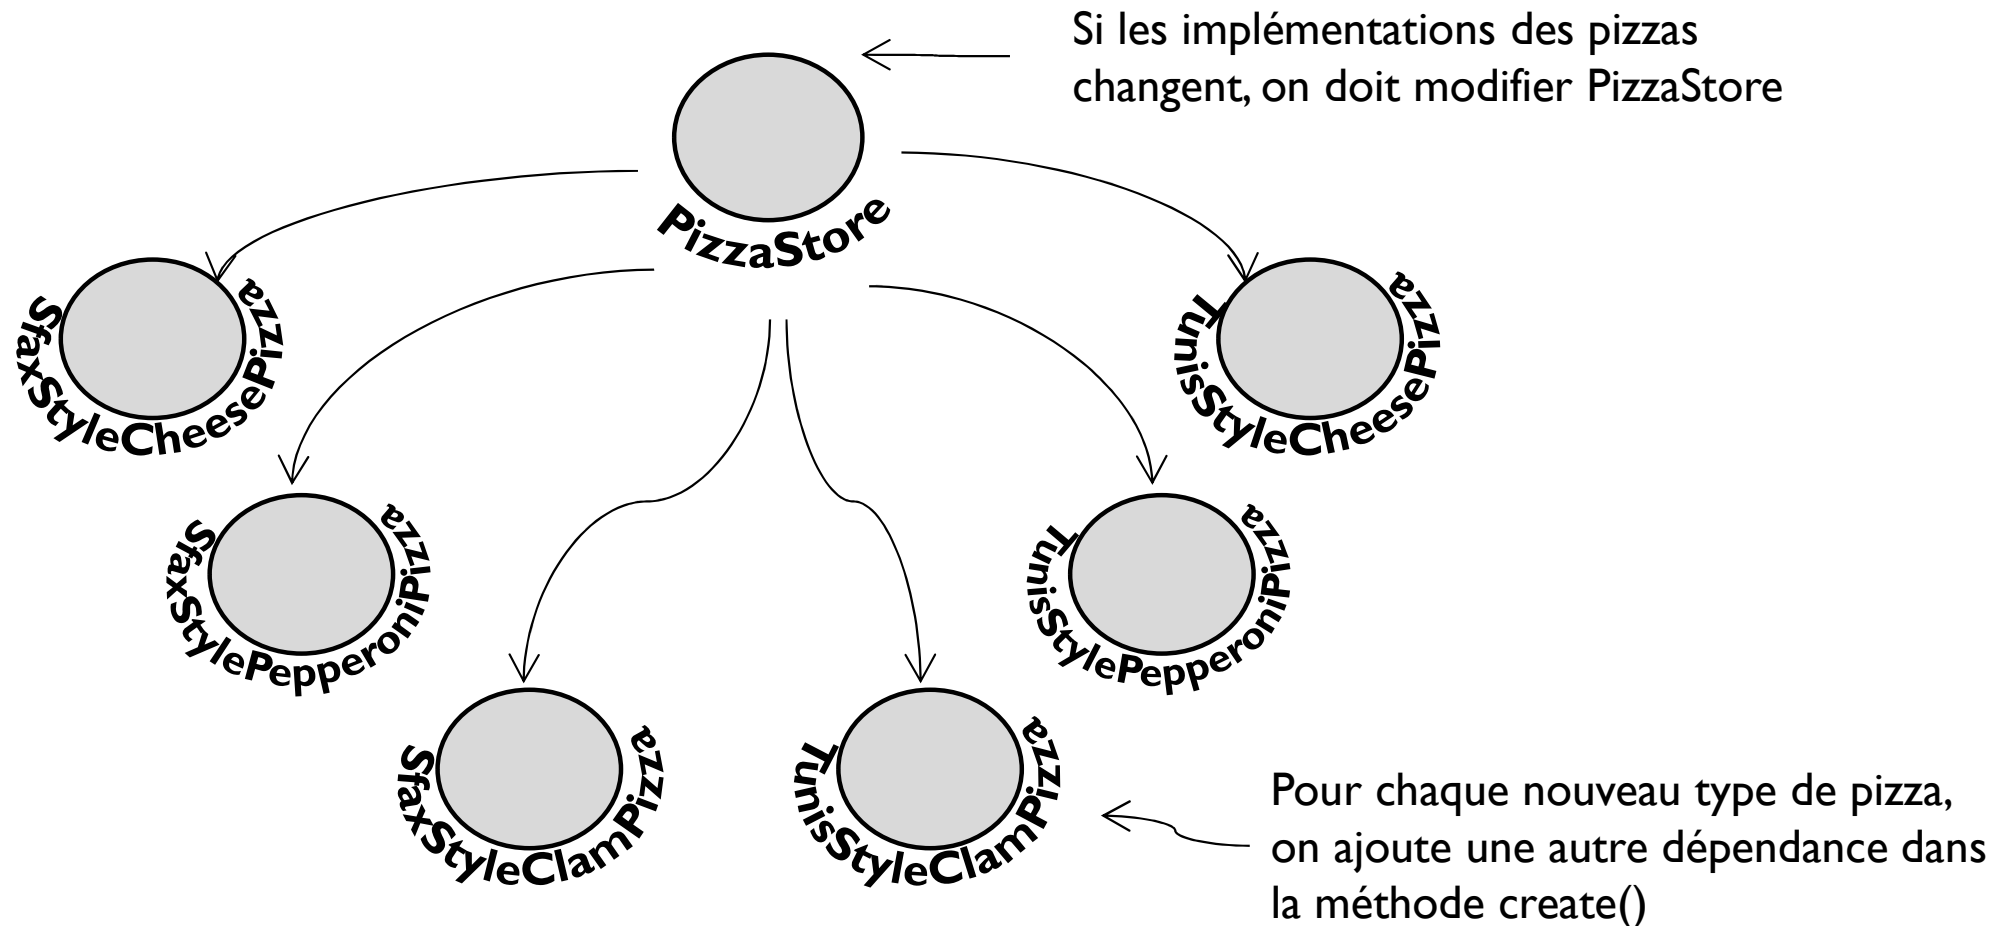 Si les implémentations des pizzas
changent, on doit modifier PizzaStore
PizzaStore
SfaxStyleCheesePizza
TunisStyleCheesePizza
SfaxStylePepperoniPizza
TunisStylePepperoniPizza
SfaxStyleClamPizza
TunisStyleClamPizza
Pour chaque nouveau type de pizza,
on ajoute une autre dépendance dans
la méthode create()